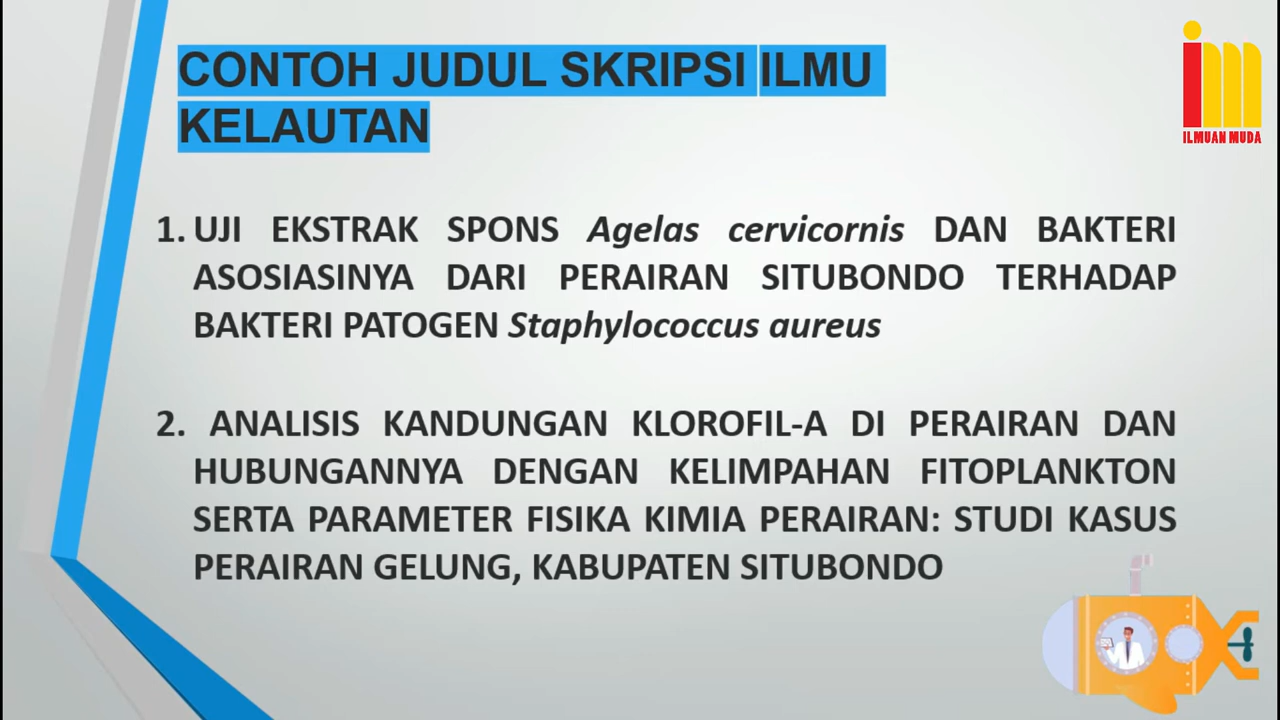 CONTOH JUDUL SKRIPSI ILMU
KELAUTAN
ILMUAN MUDA
1. UJI EKSTRAK SPONS Agelas cervicornis DAN BAKTERI
ASOSIASINYA DARI PERAIRAN SITUBONDO TERHADAP
BAKTERI PATOGEN Staphylococcus aureus
2. ANALISIS KANDUNGAN KLOROFIL-A DI PERAIRAN DAN
HUBUNGANNYA DENGAN KELIMPAHAN FITOPLANKTON
SERTA PARAMETER FISIKA KIMIA PERAIRAN: STUDI KASUS
PERAIRAN GELUNG, KABUPATEN SITUBONDO